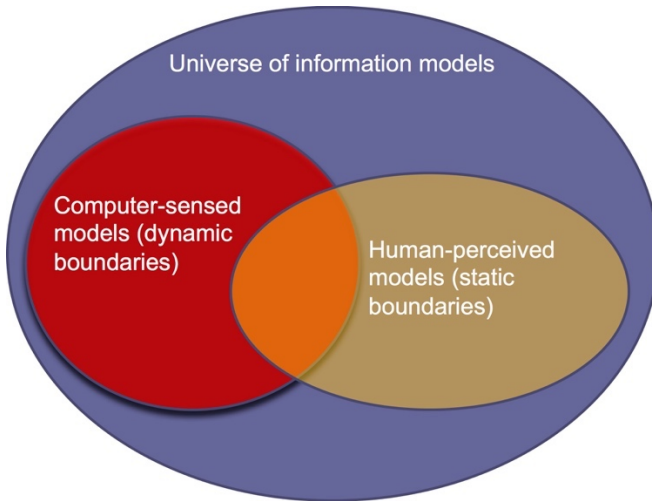 Universe of information models
Computer-sensed
models (dynamic
boundaries)
Human-perceived
models (static
boundaries)